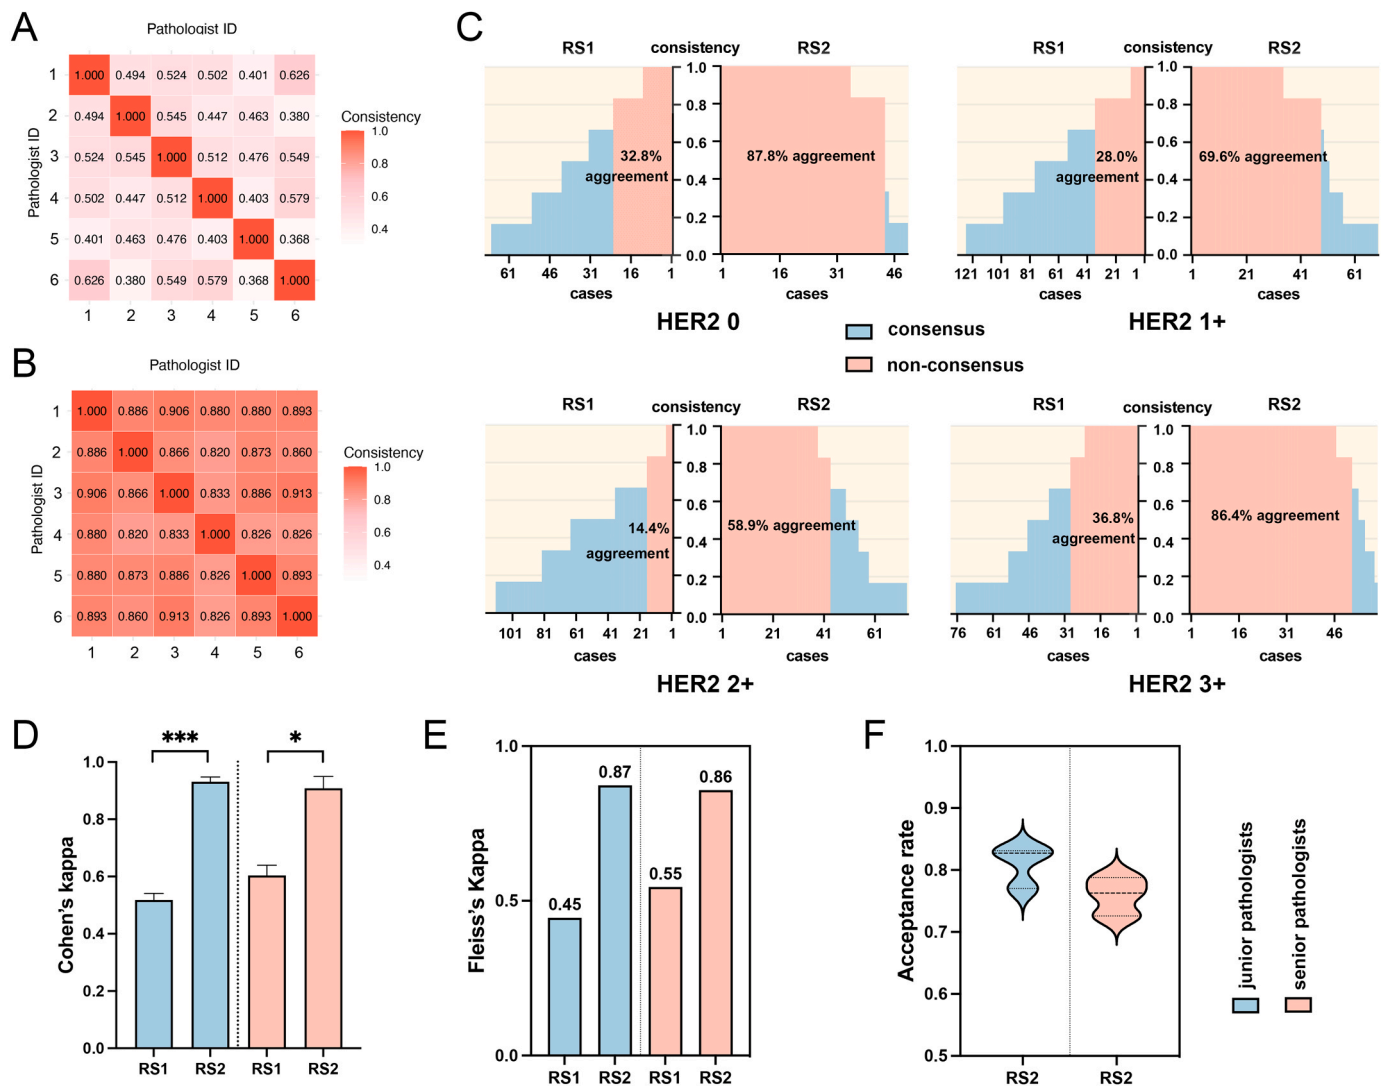 A
Pathologist ID
1 1.000 0.494 0.524 0.502 0.401 0.626
2 0.494 1.000 0.545 0.447 0.463 0.380
3 0.524 0.545 1.000 0.512 0.476 0.549
4 0.502 0.447 0.512 1.000 0.403 0.579
5 0.401 0.463 0.476 0.403 1.000 0.368
6 0.626 0.380 0.549 0.579 0.368 1.000
1 2 3 4 5 6
Pathologist ID
Consistency
1.0
0.8
0.6
0.4
B
Pathologist ID
1 1.000 0.886 0.906 0.880 0.880 0.893
2 0.886 1.000 0.866 0.820 0.873 0.860
3 0.906 0.866 1.000 0.833 0.886 0.913
4 0.880 0.820 0.833 1.000 0.826 0.826
5 0.880 0.873 0.886 0.826 1.000 0.893
6 0.893 0.860 0.913 0.826 0.893 1.000
1 2 3 4 5 6
Pathologist ID
Consistency
1.0
0.8
0.6
0.4
C
RS1 consistency RS2
1.0
0.8
0.6
0.4
0.2
0.0
32.8%
aggreement
87.8% aggreement
61 46 31 16 1
1 16 31 46
cases cases
HER2 0
RS1 consistency RS2
1.0
0.8
0.6
0.4
0.2
0.0
28.0%
aggreement
69.6% aggreement
121 101 81 61 41 21 1
1 21 41 61
cases cases
HER2 1+
consensus
non-consensus
RS1 consistency RS2
1.0
0.8
0.6
0.4
0.2
0.0
14.4%
aggreement
58.9% aggreement
101 81 61 41 21 1
1 21 41 61
cases cases
HER2 2+
RS1 consistency RS2
1.0
0.8
0.6
0.4
0.2
0.0
36.8%
aggreement
86.4% aggreement
76 61 46 31 16 1
1 16 31 46
cases cases
HER2 3+
D
*** *
1.0
0.8
0.6
0.4
0.2
0.0
Cohen's kappa
RS1 RS2 RS1 RS2
E
1.0
0.5
0.0
Fleiss's Kappa
0.45 0.87 0.55 0.86
RS1 RS2 RS1 RS2
F
1.0
0.9
0.8
0.7
0.6
0.5
Acceptance rate
RS2 RS2
junior pathologists
senior pathologists